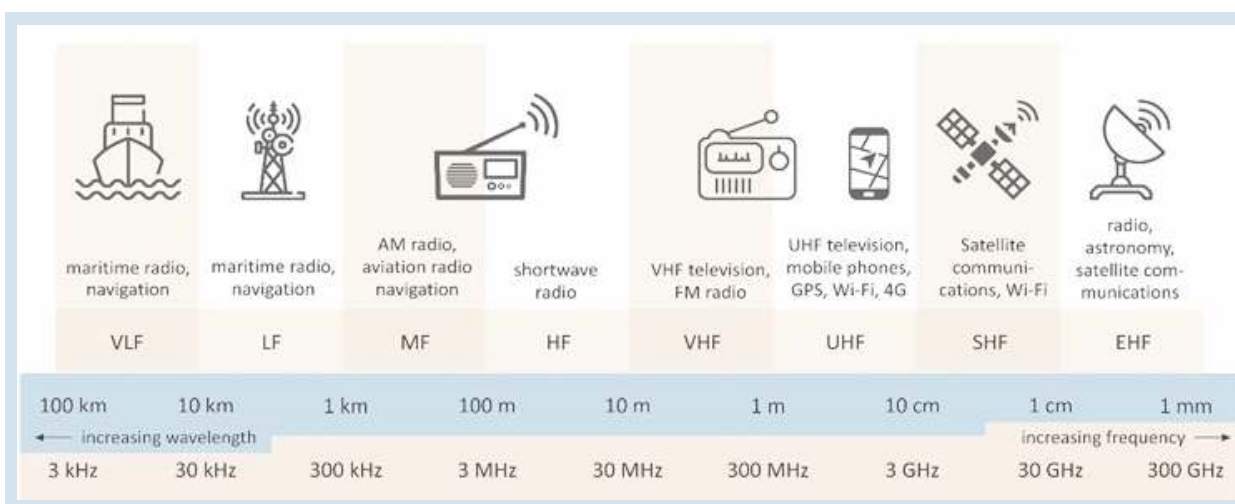 maritime radio,
navigation
maritime radio,
navigation
AM radio,
aviation radio
navigation
shortwave
radio
VHF television,
FM radio
UHF television,
mobile phones,
GPS, Wi-Fi, 4G
Satellite
communi-
cations, Wi-Fi
radio,
astronomy,
satellite com-
munications
VLF LF MF HF VHF UHF SHF EHF
100 km 10 km 1 km 100 m 10 m 1 m 10 cm 1 cm 1 mm
← increasing wavelength increasing frequency →
3 kHz 30 kHz 300 kHz 3 MHz 30 MHz 300 MHz 3 GHz 30 GHz 300 GHz